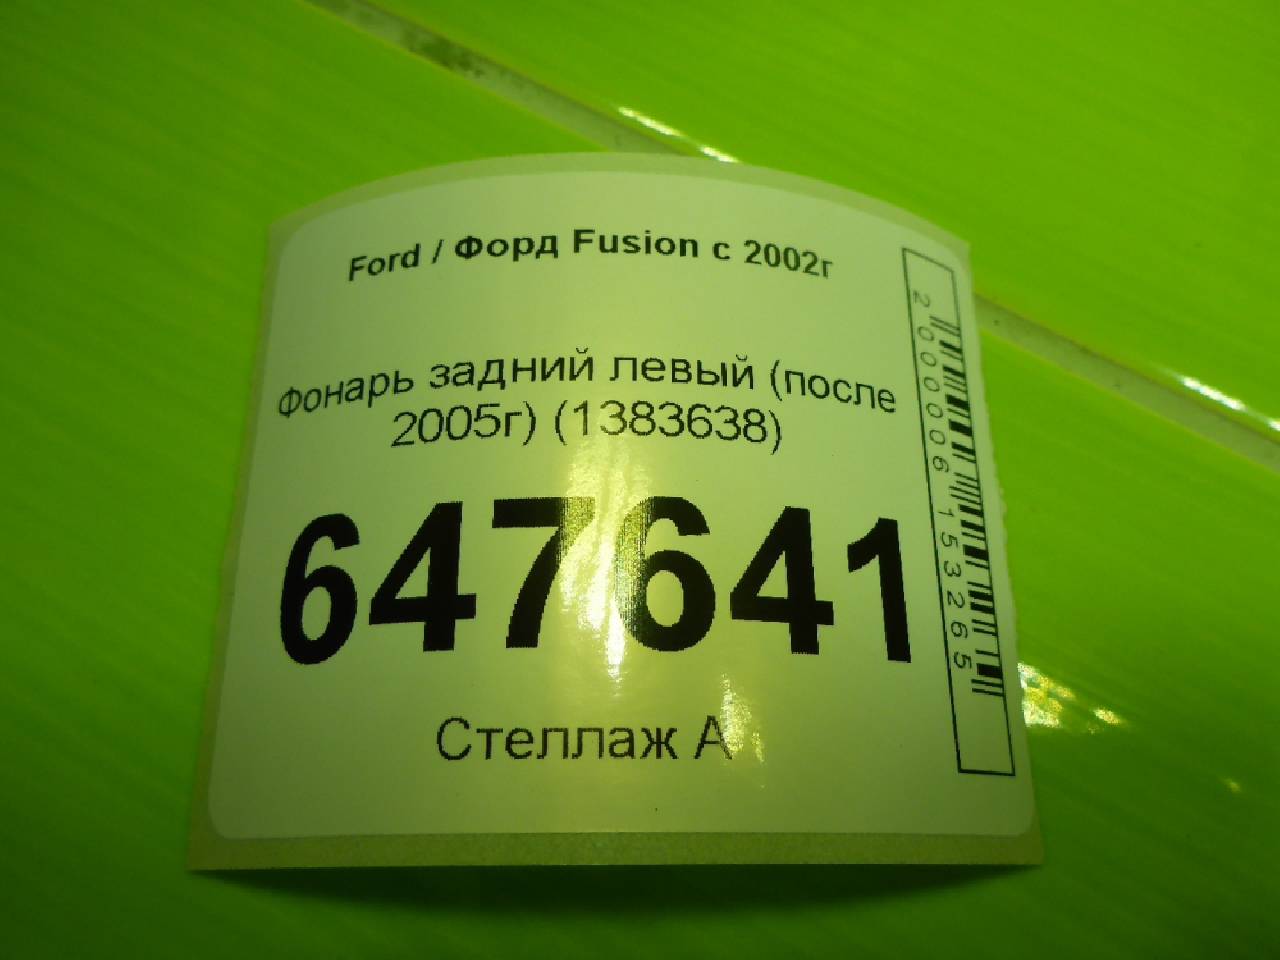 Ford / Форд Fusion с 2002г
Фонарь задний левый (после
2005г) (1383638)
647641
Стеллаж А
2000006153265